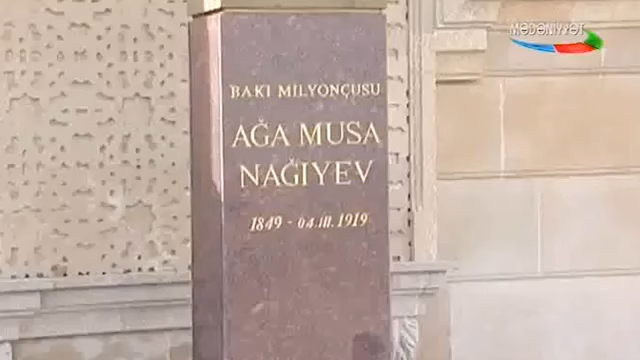 MƏDƏNİYYƏT
BAKI MİLYONÇUSU
AĞA MUSA
NAĞIYEV
1849 - 04.III.1919